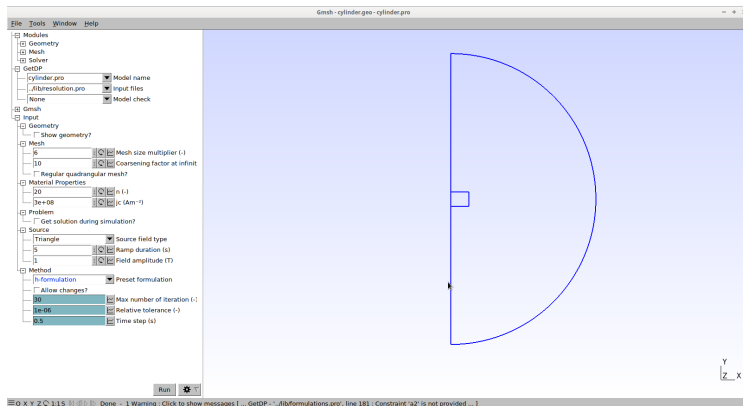 Gmsh - cylinder.geo - cylinder.pro
File Tools Window Help
Modules
Geometry
Mesh
Solver
GetDP
cylinder.pro Model name
../lib/resolution.pro Input files
None Model check
Gmsh
Input
Geometry
Show geometry?
Mesh
6 Mesh size multiplier (-)
10 Coarsening factor at infinit
Regular quadrangular mesh?
Material Properties
20 n (-)
3e+08 jc (Am⁻²)
Problem
Get solution during simulation?
Source
Triangle Source field type
5 Ramp duration (s)
1 Field amplitude (T)
Method
h-formulation Preset formulation
Allow changes?
30 Max number of iteration (-)
1e-06 Relative tolerance (-)
0.5 Time step (s)
Y
Z X
Run
O X Y Z 1:1 S Done - 1 Warning : Click to show messages [ ... GetDP - '../lib/formulations.pro', line 181 : Constraint 'a2' is not provided ... ]